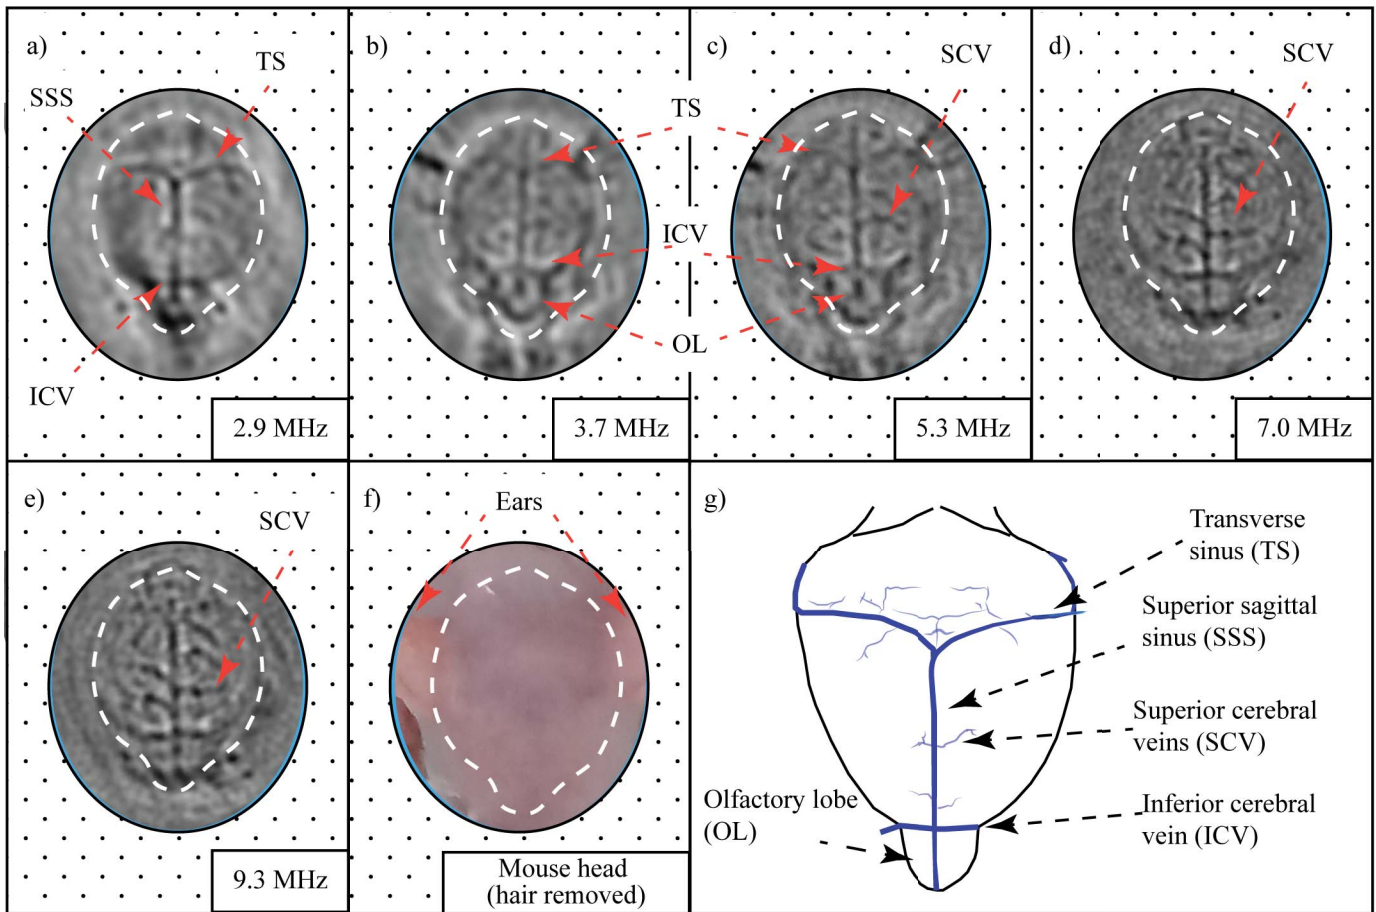 a)
TS
SSS
ICV
2.9 MHz
b)
TS
ICV
OL
3.7 MHz
c)
SCV
5.3 MHz
d)
SCV
7.0 MHz
e)
SCV
9.3 MHz
f)
Ears
Mouse head
(hair removed)
g)
Transverse
sinus (TS)
Superior sagittal
sinus (SSS)
Superior cerebral
veins (SCV)
Olfactory lobe
(OL)
Inferior cerebral
vein (ICV)